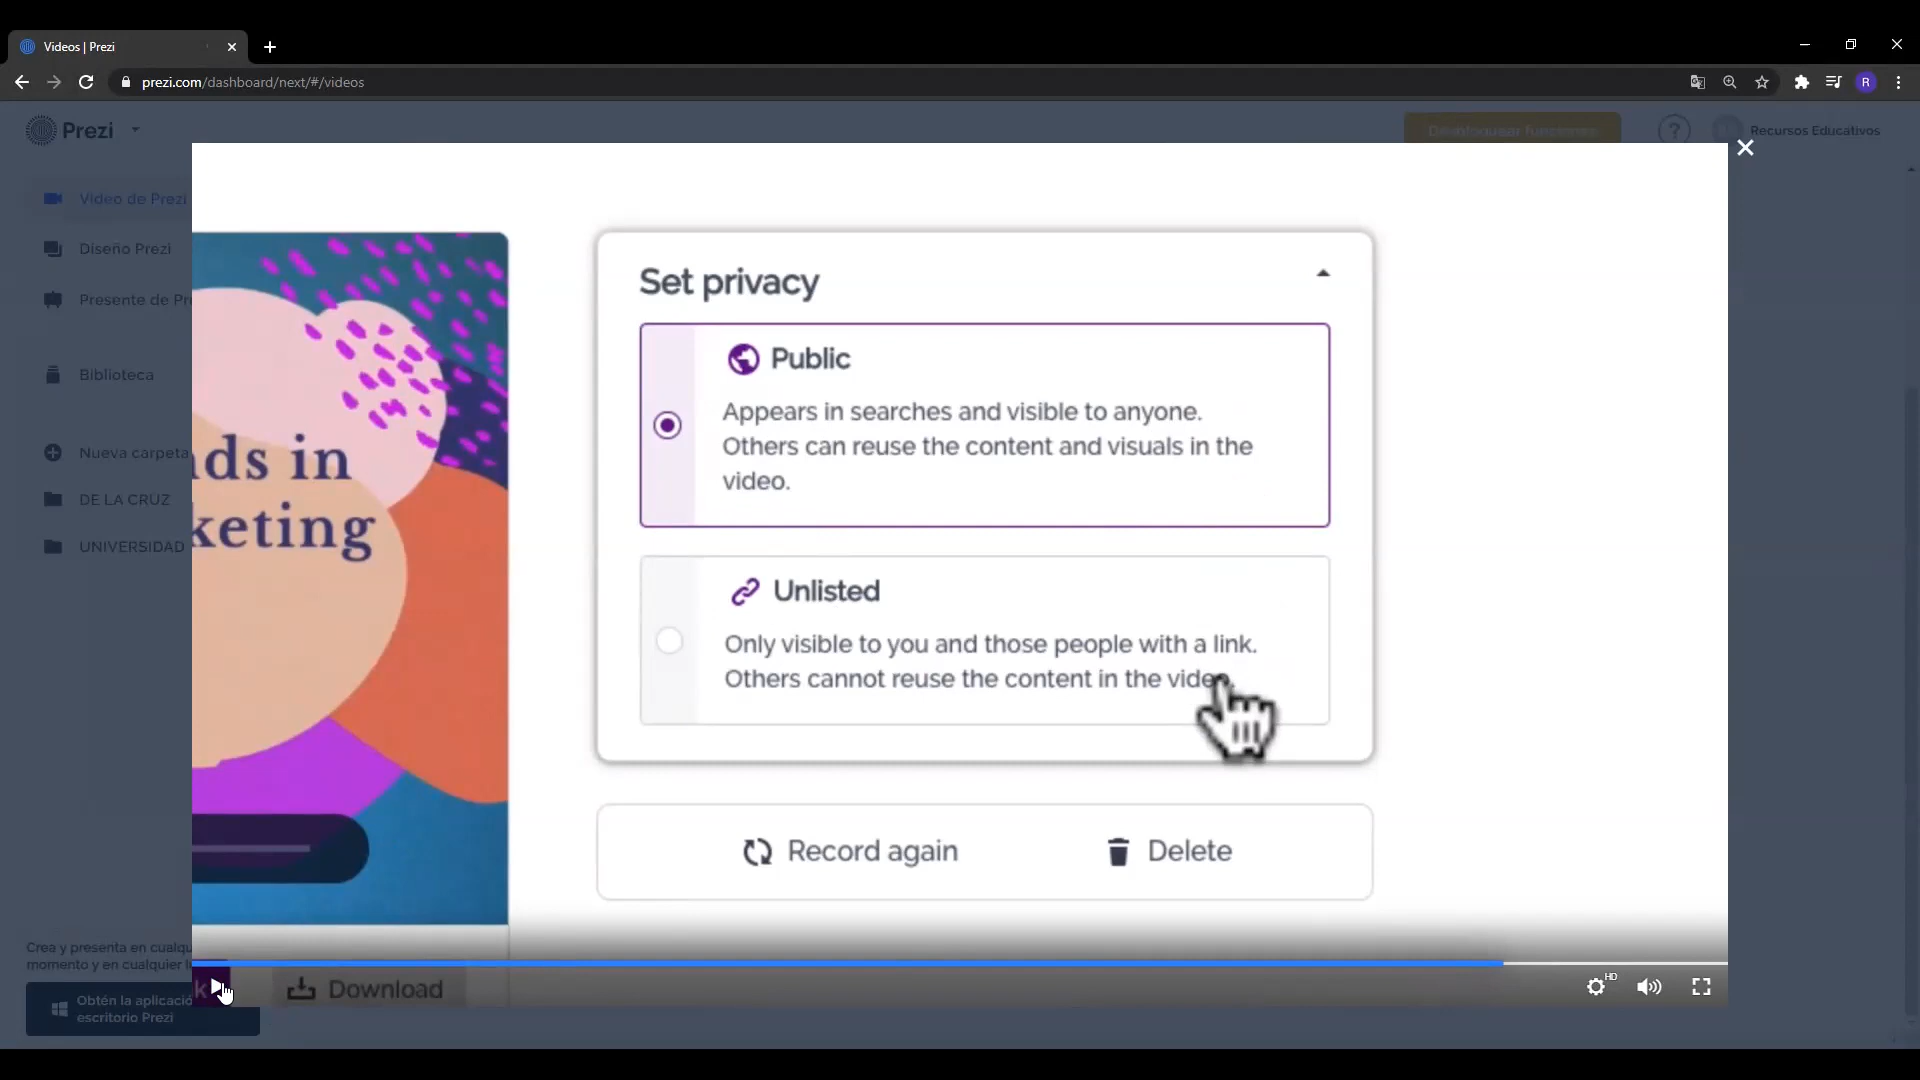 Videos | Prezi
prezi.com/dashboard/next/#/videos
R
Prezi
Desbloquear funciones
?
Recursos Educativos
Video de Prezi
Diseño Prezi
Presente de Pr
Biblioteca
Nueva carpeta
DE LA CRUZ
UNIVERSIDAD
Crea y presenta en cualqu
momento y en cualquier l
Obtén la aplicació
escritorio Prezi
ds in
keting
Set privacy
Public
Appears in searches and visible to anyone.
Others can reuse the content and visuals in the
video.
Unlisted
Only visible to you and those people with a link.
Others cannot reuse the content in the vide
Record again
Delete
k
Download
HD